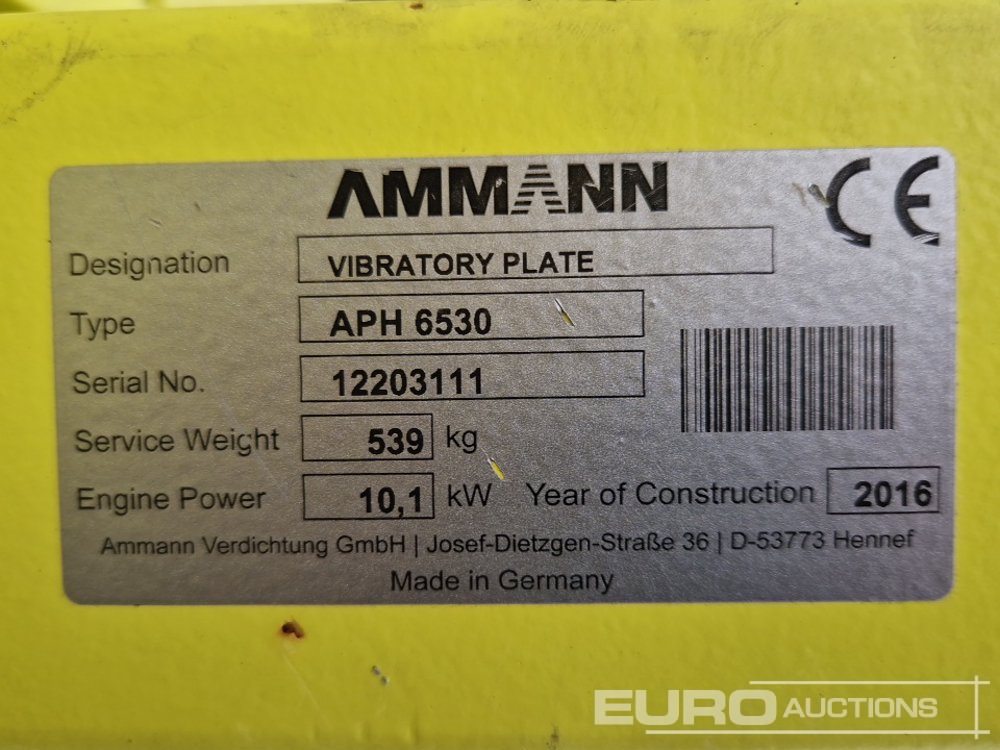 AMMANN
CE
Designation VIBRATORY PLATE
Type APH 6530
Serial No. 12203111
Service Weight 539 kg
Engine Power 10,1 kW Year of Construction 2016
Ammann Verdichtung GmbH | Josef-Dietzgen-Straße 36 | D-53773 Hennef
Made in Germany
EURO AUCTIONS